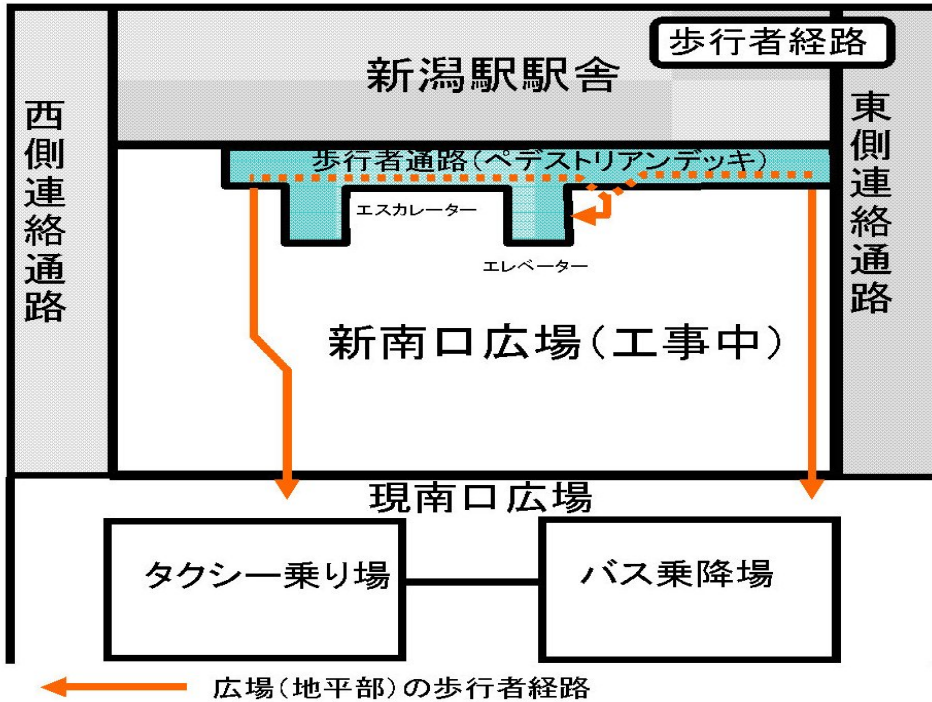 歩行者経路
新潟駅駅舎
西側連絡通路
東側連絡通路
歩行者通路(ペデストリアンデッキ)
エスカレーター
エレベーター
新南口広場(工事中)
現南口広場
タクシー乗り場
バス乗降場
広場(地平部)の歩行者経路